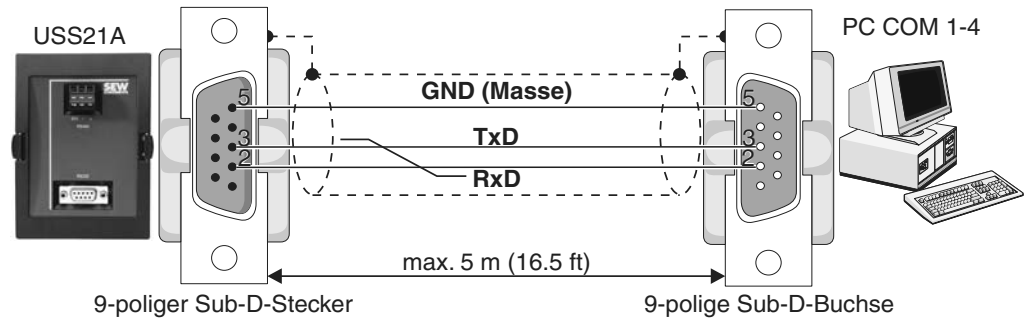 USS21A
PC COM 1-4
SEW
5
GND (Masse)
5
3
TxD
3
2
RxD
2
max. 5 m (16.5 ft)
9-poliger Sub-D-Stecker
9-polige Sub-D-Buchse